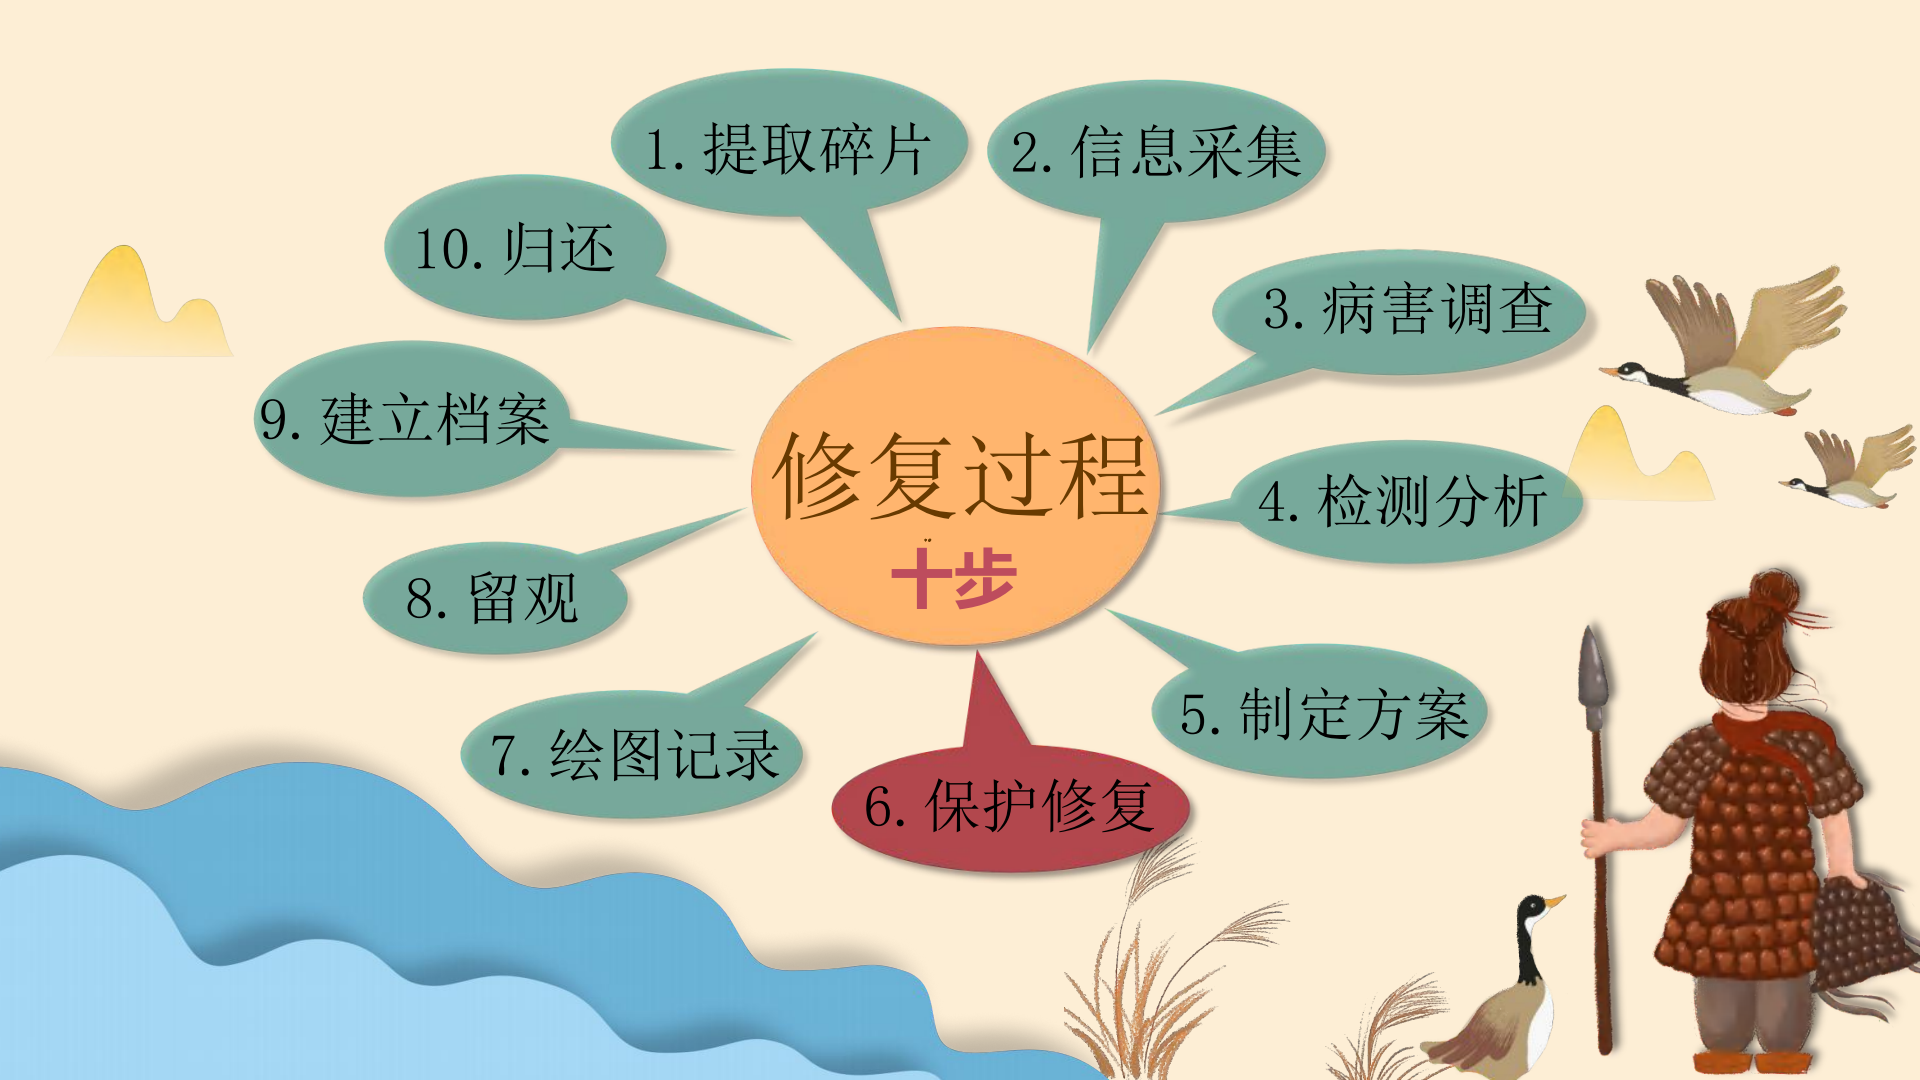 修复过程
十步
1.提取碎片
2.信息采集
3.病害调查
4.检测分析
5.制定方案
6.保护修复
7.绘图记录
8.留观
9.建立档案
10.归还